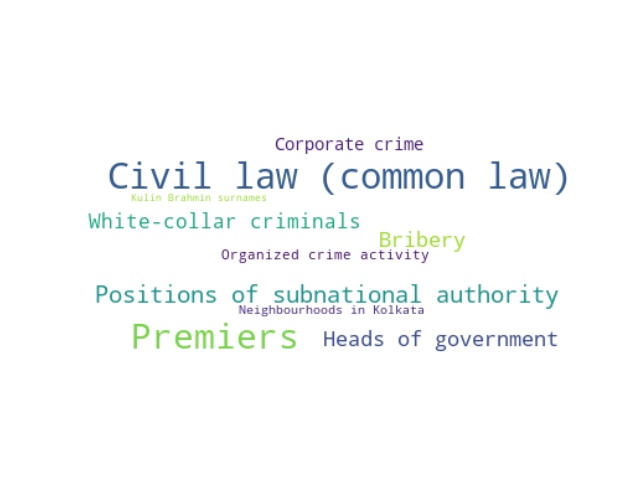 Corporate crime
Civil law (common law)
Kulin Brahmin surnames
White-collar criminals
Bribery
Organized crime activity
Positions of subnational authority
Neighbourhoods in Kolkata
Premiers
Heads of government